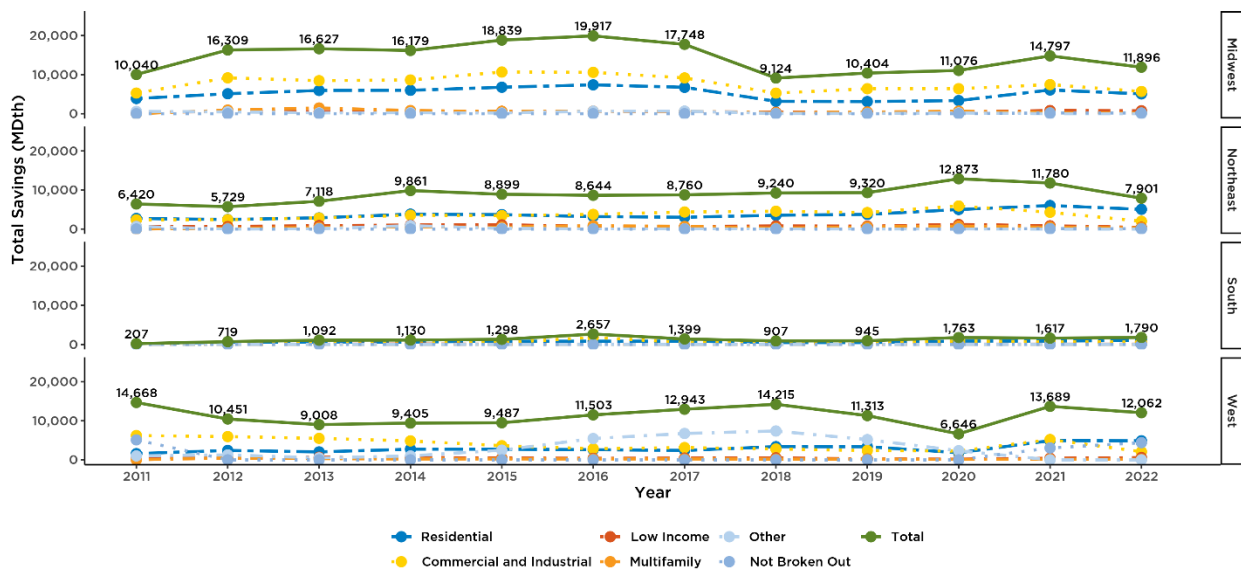 Total Savings (MDth)
20,000
10,000
0
10,040 16,309 16,627 16,179 18,839 19,917 17,748 9,124 10,404 11,076 14,797 11,896
Midwest
20,000
10,000
0
6,420 5,729 7,118 9,861 8,899 8,644 8,760 9,240 9,320 12,873 11,780 7,901
Northeast
20,000
10,000
0
207 719 1,092 1,130 1,298 2,657 1,399 907 945 1,763 1,617 1,790
South
20,000
10,000
0
14,668 10,451 9,008 9,405 9,487 11,503 12,943 14,215 11,313 6,646 13,689 12,062
West
2011 2012 2013 2014 2015 2016 2017 2018 2019 2020 2021 2022
Year
Residential Low Income Other Total
Commercial and Industrial Multifamily Not Broken Out